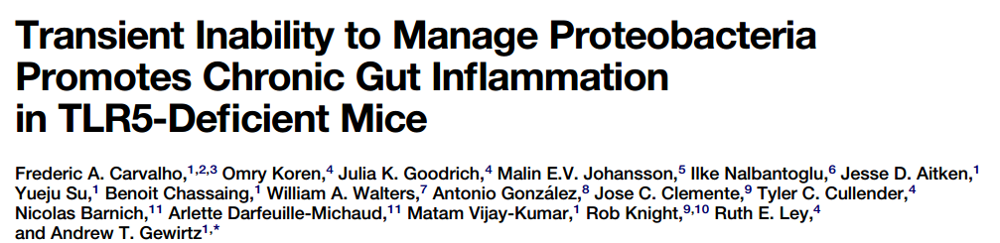 Transient Inability to Manage Proteobacteria
Promotes Chronic Gut Inflammation
in TLR5-Deficient Mice
Frederic A. Carvalho,1,2,3 Omry Koren,4 Julia K. Goodrich,4 Malin E.V. Johansson,5 Ilke Nalbantoglu,6 Jesse D. Aitken,1
Yueju Su,1 Benoit Chassaing,1 William A. Walters,7 Antonio González,8 Jose C. Clemente,9 Tyler C. Cullender,4
Nicolas Barnich,11 Arlette Darfeuille-Michaud,11 Matam Vijay-Kumar,1 Rob Knight,9,10 Ruth E. Ley,4
and Andrew T. Gewirtz1,*